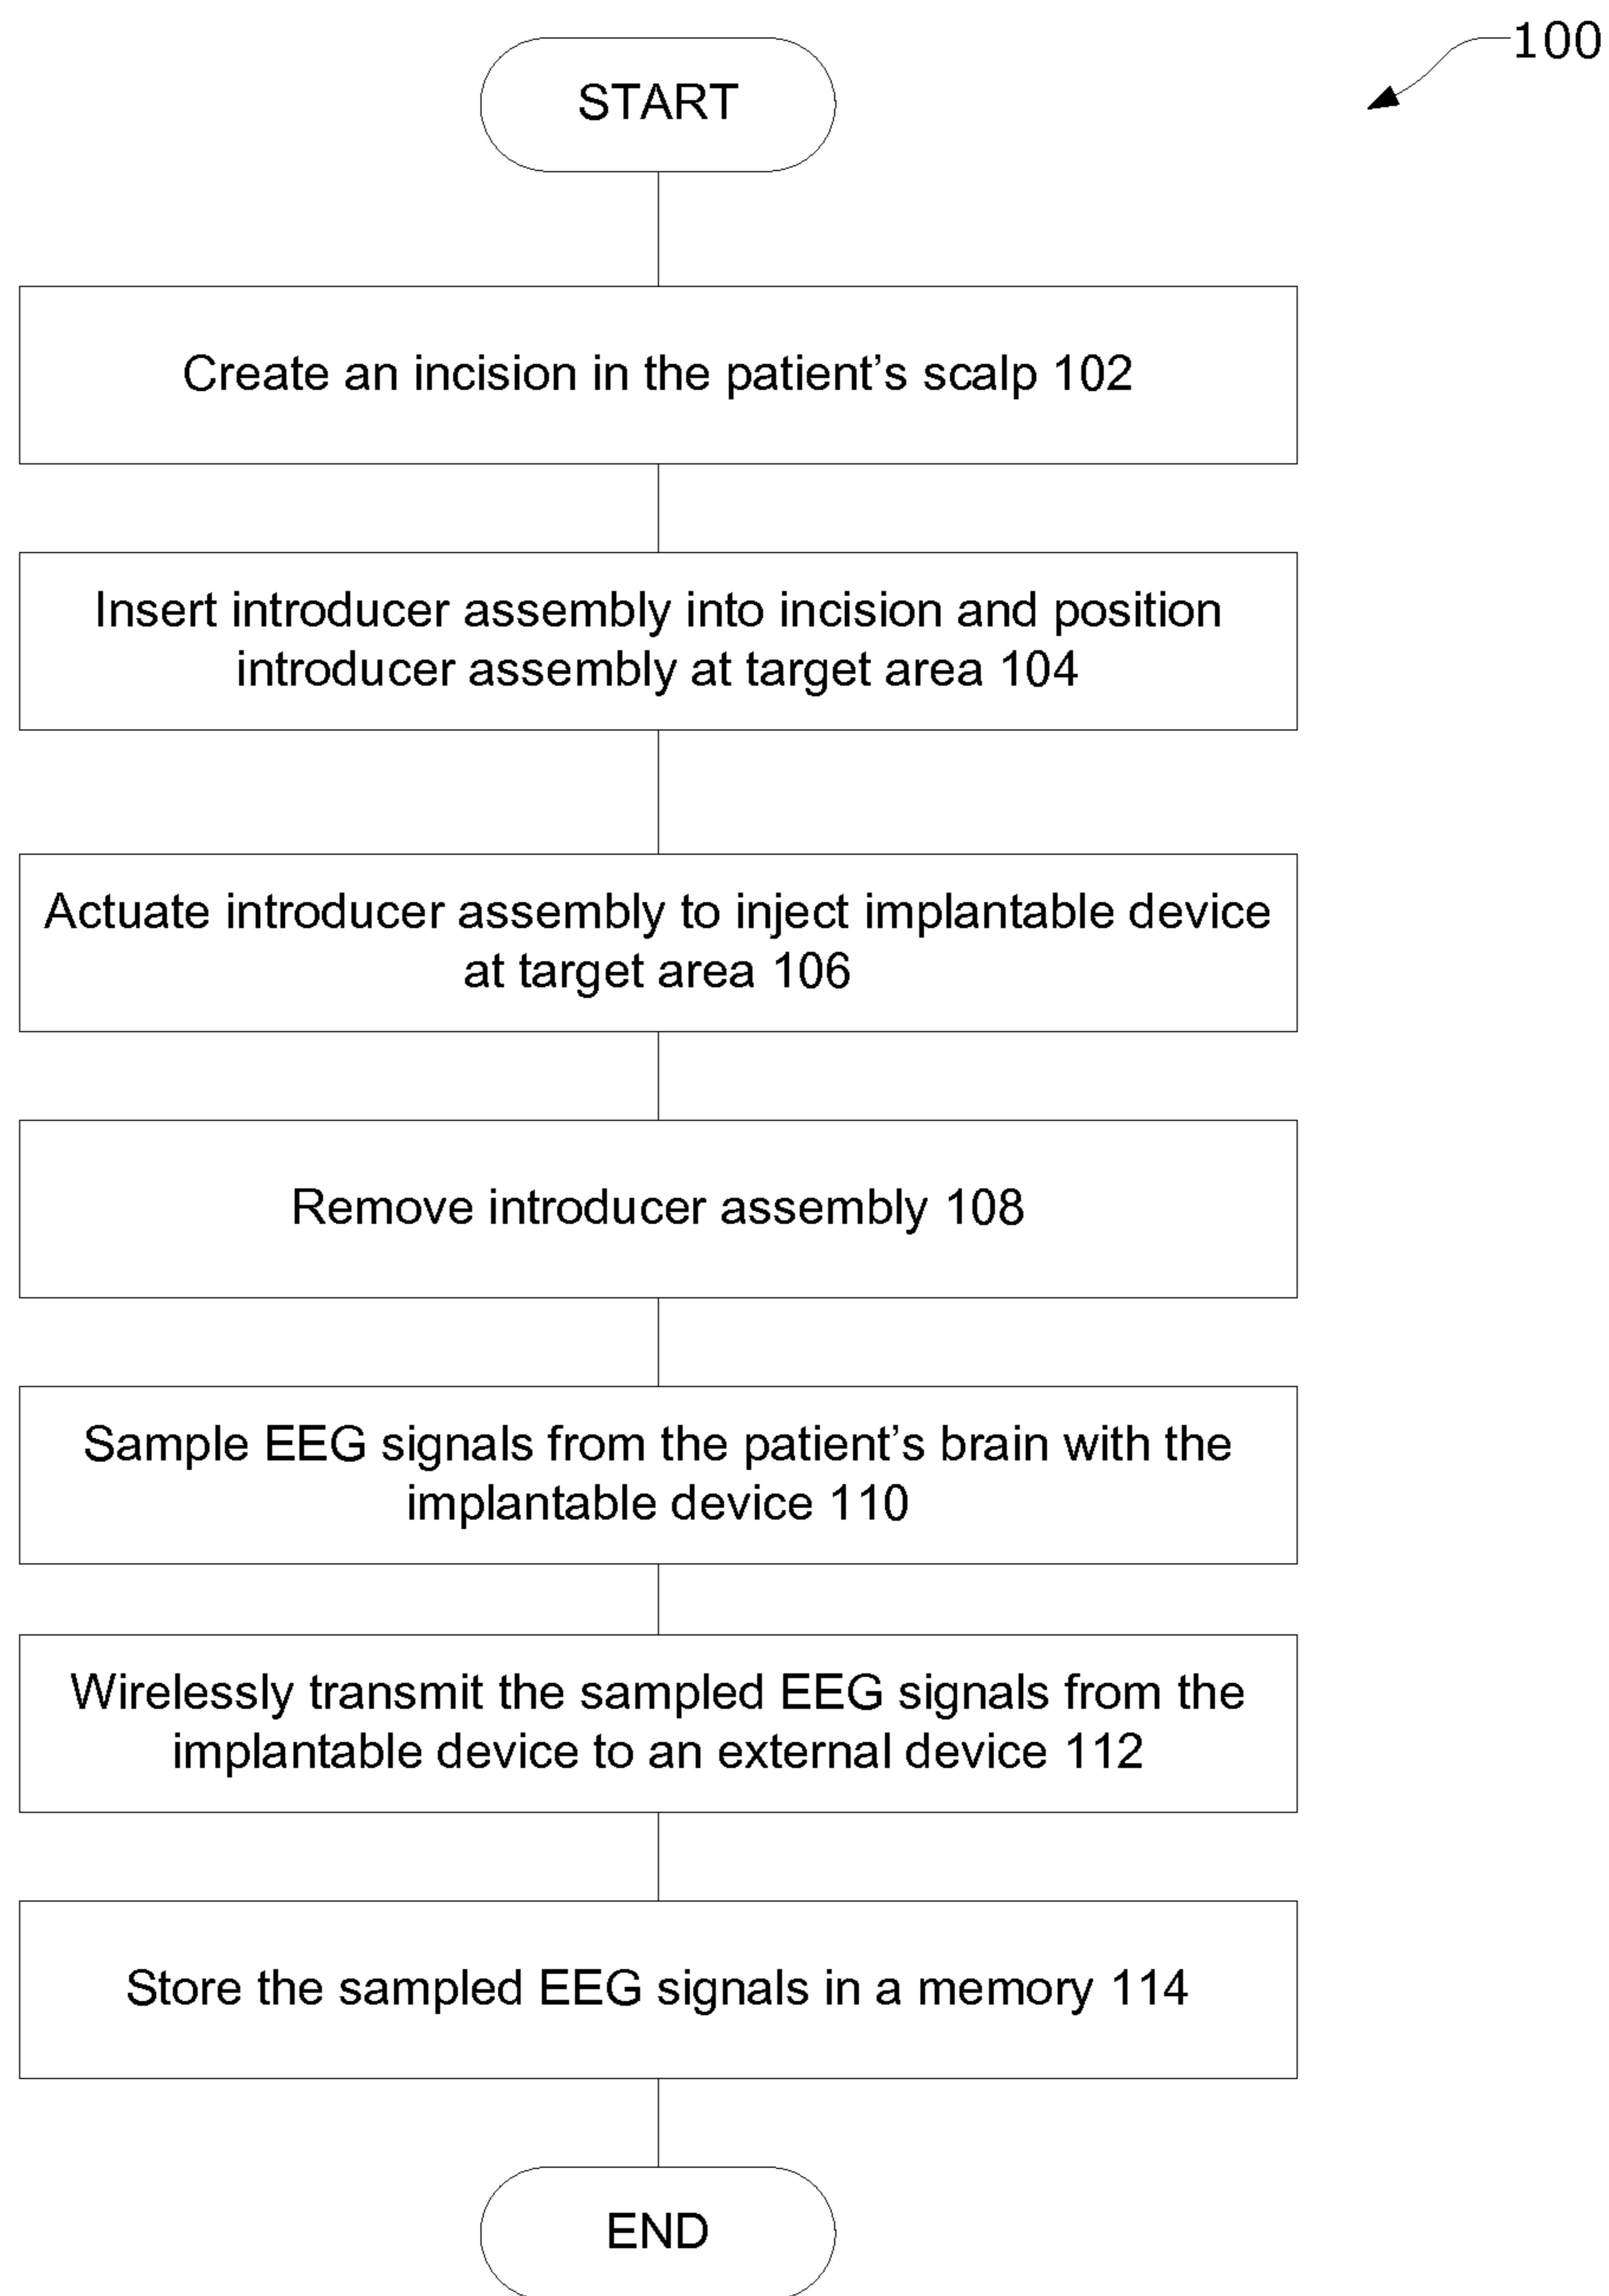 100
START
Create an incision in the patient’s scalp 102
Insert introducer assembly into incision and position
introducer assembly at target area 104
Actuate introducer assembly to inject implantable device
at target area 106
Remove introducer assembly 108
Sample EEG signals from the patient’s brain with the
implantable device 110
Wirelessly transmit the sampled EEG signals from the
implantable device to an external device 112
Store the sampled EEG signals in a memory 114
END